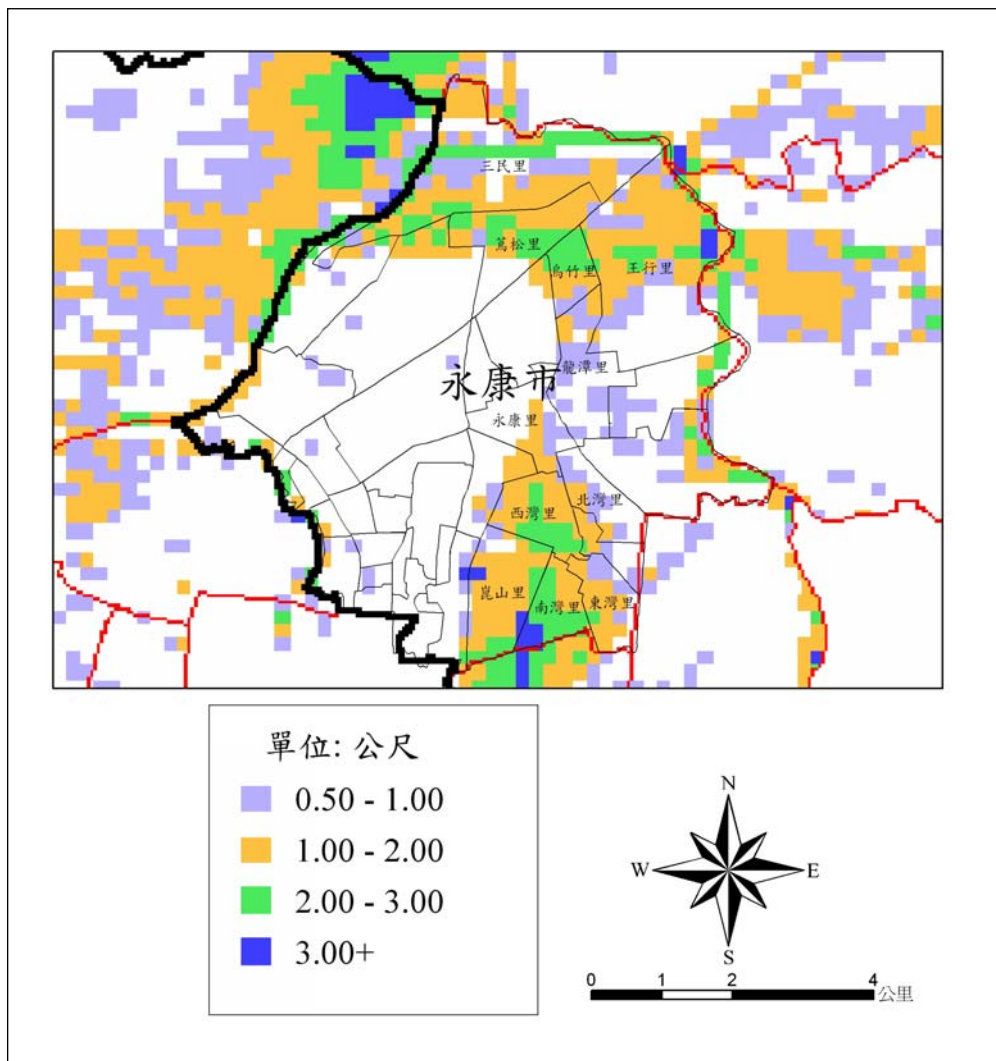 三民里
蔦松里
烏竹里
王行里
龍潭里
永康市
永康里
北灣里
西灣里
崑山里
南灣里
東灣里
單位: 公尺
0.50 - 1.00
1.00 - 2.00
2.00 - 3.00
3.00+
N
W
E
S
0 1 2 4
公里